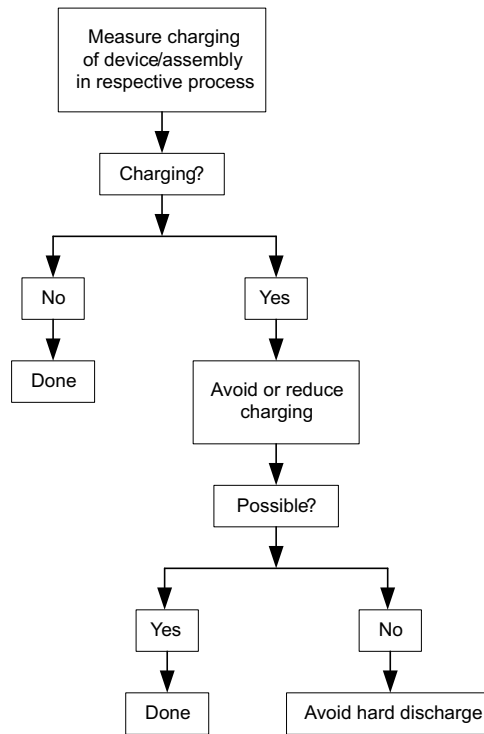 Measure charging
of device/assembly
in respective process
Charging?
No
Yes
Done
Avoid or reduce
charging
Possible?
Yes
No
Done
Avoid hard discharge